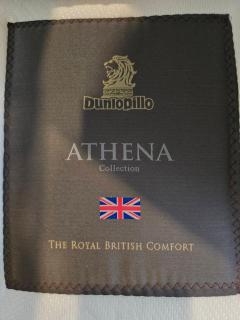 Dunlopillo
ATHENA
Collection
THE ROYAL BRITISH COMFORT